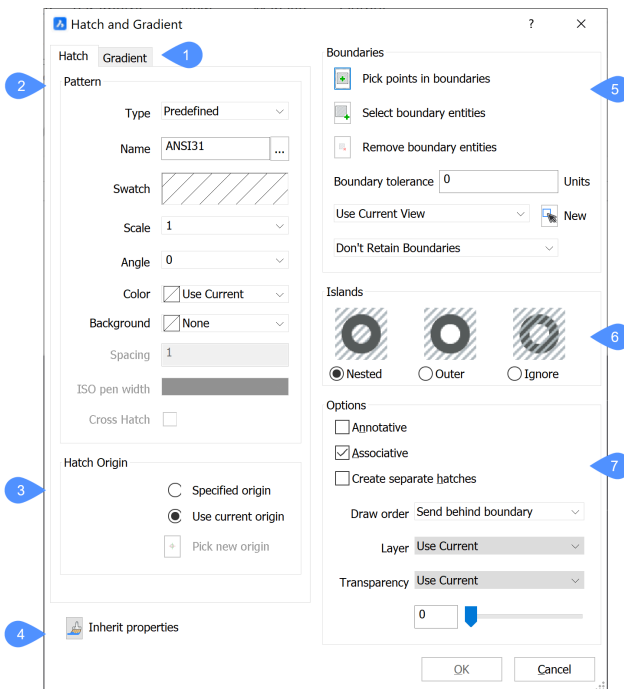 Hatch and Gradient ? ×
Hatch Gradient 1
2 Pattern
Type Predefined
Name ANSI31 ...
Swatch
Scale 1
Angle 0
Color Use Current
Background None
Spacing 1
ISO pen width
Cross Hatch
Hatch Origin
3 Specified origin
Use current origin
Pick new origin
4 Inherit properties
Boundaries
Pick points in boundaries 5
Select boundary entities
Remove boundary entities
Boundary tolerance 0 Units
Use Current View New
Don't Retain Boundaries
Islands
6
Nested Outer Ignore
Options
Annotative
Associative 7
Create separate hatches
Draw order Send behind boundary
Layer Use Current
Transparency Use Current
0
OK Cancel